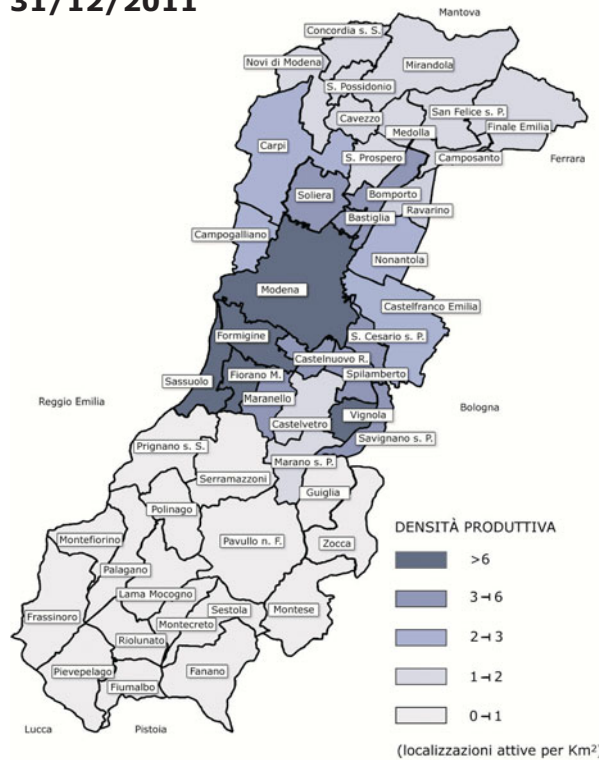 31/12/2011
Mantova
Concordia s. S.
Novi di Modena
Mirandola
S. Possidonio
San Felice s. P.
Cavezzo
Finale Emilia
Medolla
Carpi
S. Prospero
Camposanto
Ferrara
Soliera
Bomporto
Ravarino
Bastiglia
Campogalliano
Nonantola
Modena
Castelfranco Emilia
Formigine
S. Cesario s. P.
Castelnuovo R.
Fiorano M.
Spilamberto
Sassuolo
Maranello
Reggio Emilia
Bologna
Vignola
Castelvetro
Savignano s. P.
Prignano s. S.
Marano s. P.
Serramazzoni
Guiglia
Polinago
DENSITÀ PRODUTTIVA
Montefiorino
Pavullo n. F.
Zocca
>6
Palagano
Lama Mocogno
3⊣6
Frassinoro
Sestola
Montese
Montecreto
Riolunato
2⊣3
Pievepelago
Fanano
1⊣2
Fiumalbo
0⊣1
Lucca
Pistoia
(localizzazioni attive per Km²)